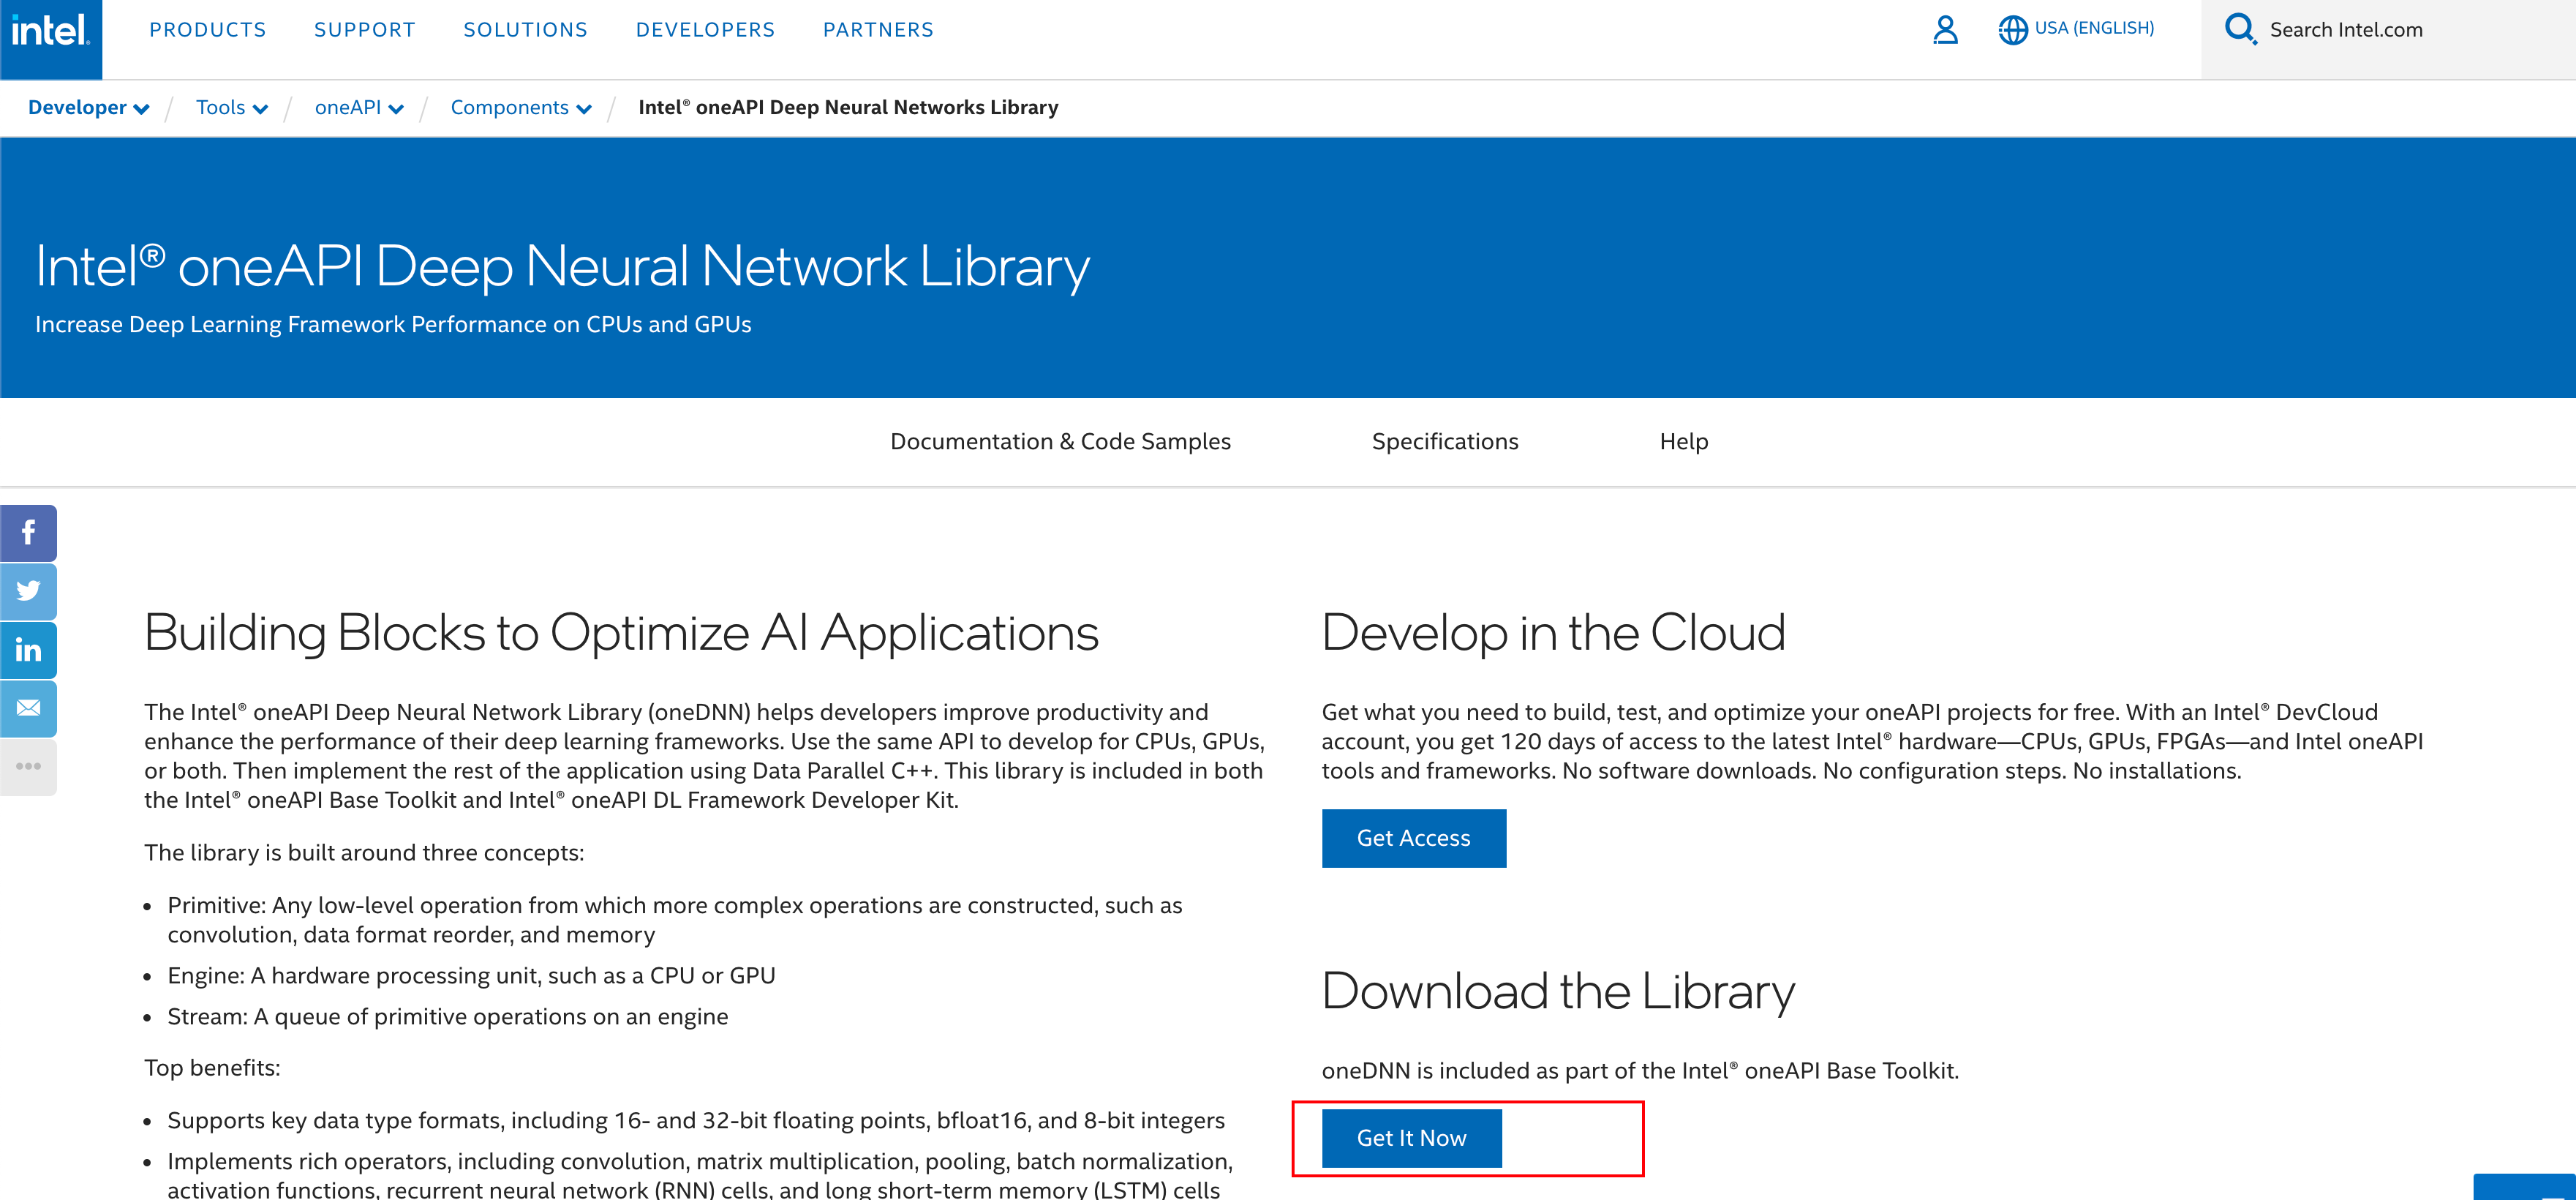 intel.
PRODUCTS
SUPPORT
SOLUTIONS
DEVELOPERS
PARTNERS
USA (ENGLISH)
Search Intel.com
Developer / Tools / oneAPI / Components / Intel® oneAPI Deep Neural Networks Library
Intel® oneAPI Deep Neural Network Library
Increase Deep Learning Framework Performance on CPUs and GPUs
Documentation & Code Samples
Specifications
Help
f
in
Building Blocks to Optimize AI Applications
The Intel® oneAPI Deep Neural Network Library (oneDNN) helps developers improve productivity and
enhance the performance of their deep learning frameworks. Use the same API to develop for CPUs, GPUs,
or both. Then implement the rest of the application using Data Parallel C++. This library is included in both
the Intel® oneAPI Base Toolkit and Intel® oneAPI DL Framework Developer Kit.
The library is built around three concepts:
• Primitive: Any low-level operation from which more complex operations are constructed, such as
convolution, data format reorder, and memory
• Engine: A hardware processing unit, such as a CPU or GPU
• Stream: A queue of primitive operations on an engine
Top benefits:
• Supports key data type formats, including 16- and 32-bit floating points, bfloat16, and 8-bit integers
• Implements rich operators, including convolution, matrix multiplication, pooling, batch normalization,
activation functions, recurrent neural network (RNN) cells, and long short-term memory (LSTM) cells
Develop in the Cloud
Get what you need to build, test, and optimize your oneAPI projects for free. With an Intel® DevCloud
account, you get 120 days of access to the latest Intel® hardware—CPUs, GPUs, FPGAs—and Intel oneAPI
tools and frameworks. No software downloads. No configuration steps. No installations.
Get Access
Download the Library
oneDNN is included as part of the Intel® oneAPI Base Toolkit.
Get It Now